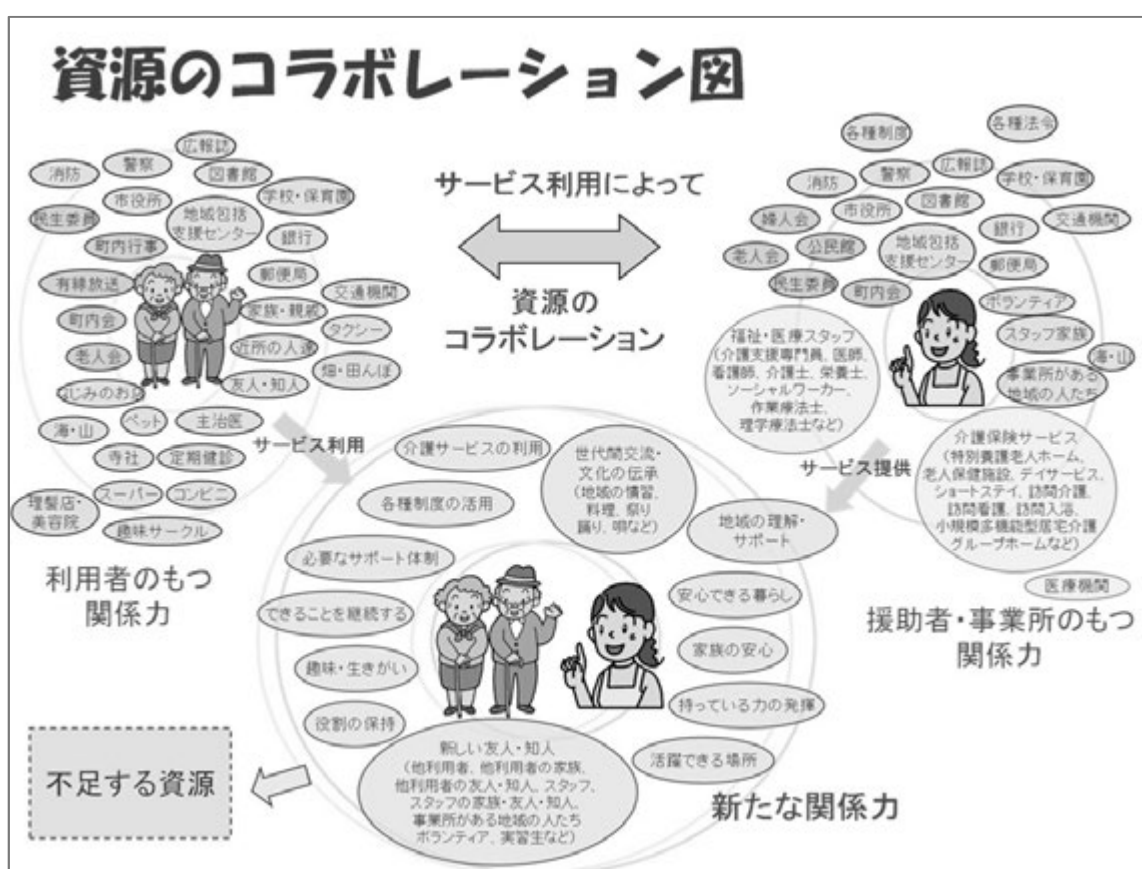 資源のコラボレーション図
サービス利用によって
資源の
コラボレーション
広報誌
警察
消防
図書館
学校・保育園
市役所
民生委員
地域包括
支援センター
銀行
町内行事
有線放送
郵便局
交通機関
家族・親戚
町内会
タクシー
近所の人達
老人会
畑・田んぼ
友人・知人
なじみのお店
ペット
主治医
海・山
寺社
定期健診
理髪店・
美容院
スーパー
コンビニ
趣味サークル
利用者のもつ
関係力
サービス利用
各種制度
各種法令
広報誌
警察
消防
学校・保育園
市役所
図書館
婦人会
交通機関
銀行
公民館
地域包括
支援センター
老人会
郵便局
民生委員
町内会
ボランティア
スタッフ家族
海・山
事業所がある
地域の人たち
福祉・医療スタッフ
(介護支援専門員、医師、
看護師、介護士、栄養士、
ソーシャルワーカー、
作業療法士、
理学療法士など)
介護保険サービス
(特別養護老人ホーム、
老人保健施設、デイサービス、
ショートステイ、訪問介護、
訪問看護、訪問入浴、
小規模多機能型居宅介護
グループホームなど)
医療機関
援助者・事業所のもつ
関係力
サービス提供
介護サービスの利用
世代間交流・
文化の伝承
(地域の慣習、
料理、祭り
踊り、唄など)
各種制度の活用
地域の理解・
サポート
必要なサポート体制
できることを継続する
安心できる暮らし
趣味・生きがい
家族の安心
役割の保持
持っている力の発揮
活躍できる場所
新しい友人・知人
(他利用者、他利用者の家族、
他利用者の友人・知人、スタッフ、
スタッフの家族・友人・知人、
事業所がある地域の人たち
ボランティア、実習生など)
新たな関係力
不足する資源